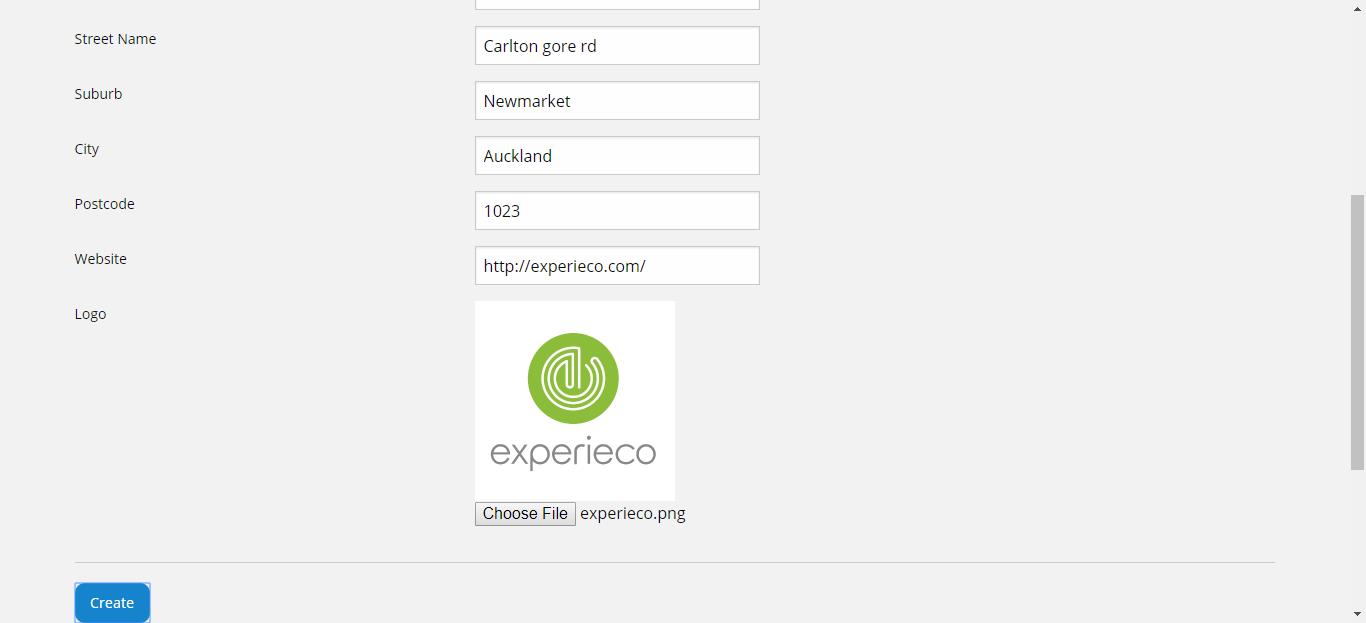 Street Name
Carlton gore rd
Suburb
Newmarket
City
Auckland
Postcode
1023
Website
http://experieco.com/
Logo
experieco
Choose File experieco.png
Create